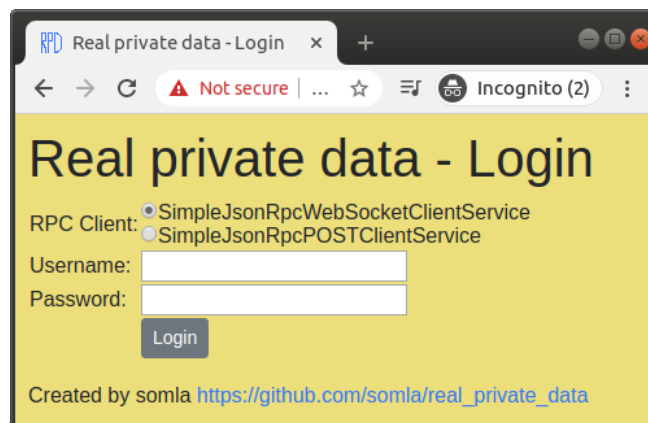 RPD Real private data - Login
Not secure | ... Incognito (2)
Real private data - Login
RPC Client:
SimpleJsonRpcWebSocketClientService
SimpleJsonRpcPOSTClientService
Username:
Password:
Login
Created by somla https://github.com/somla/real_private_data